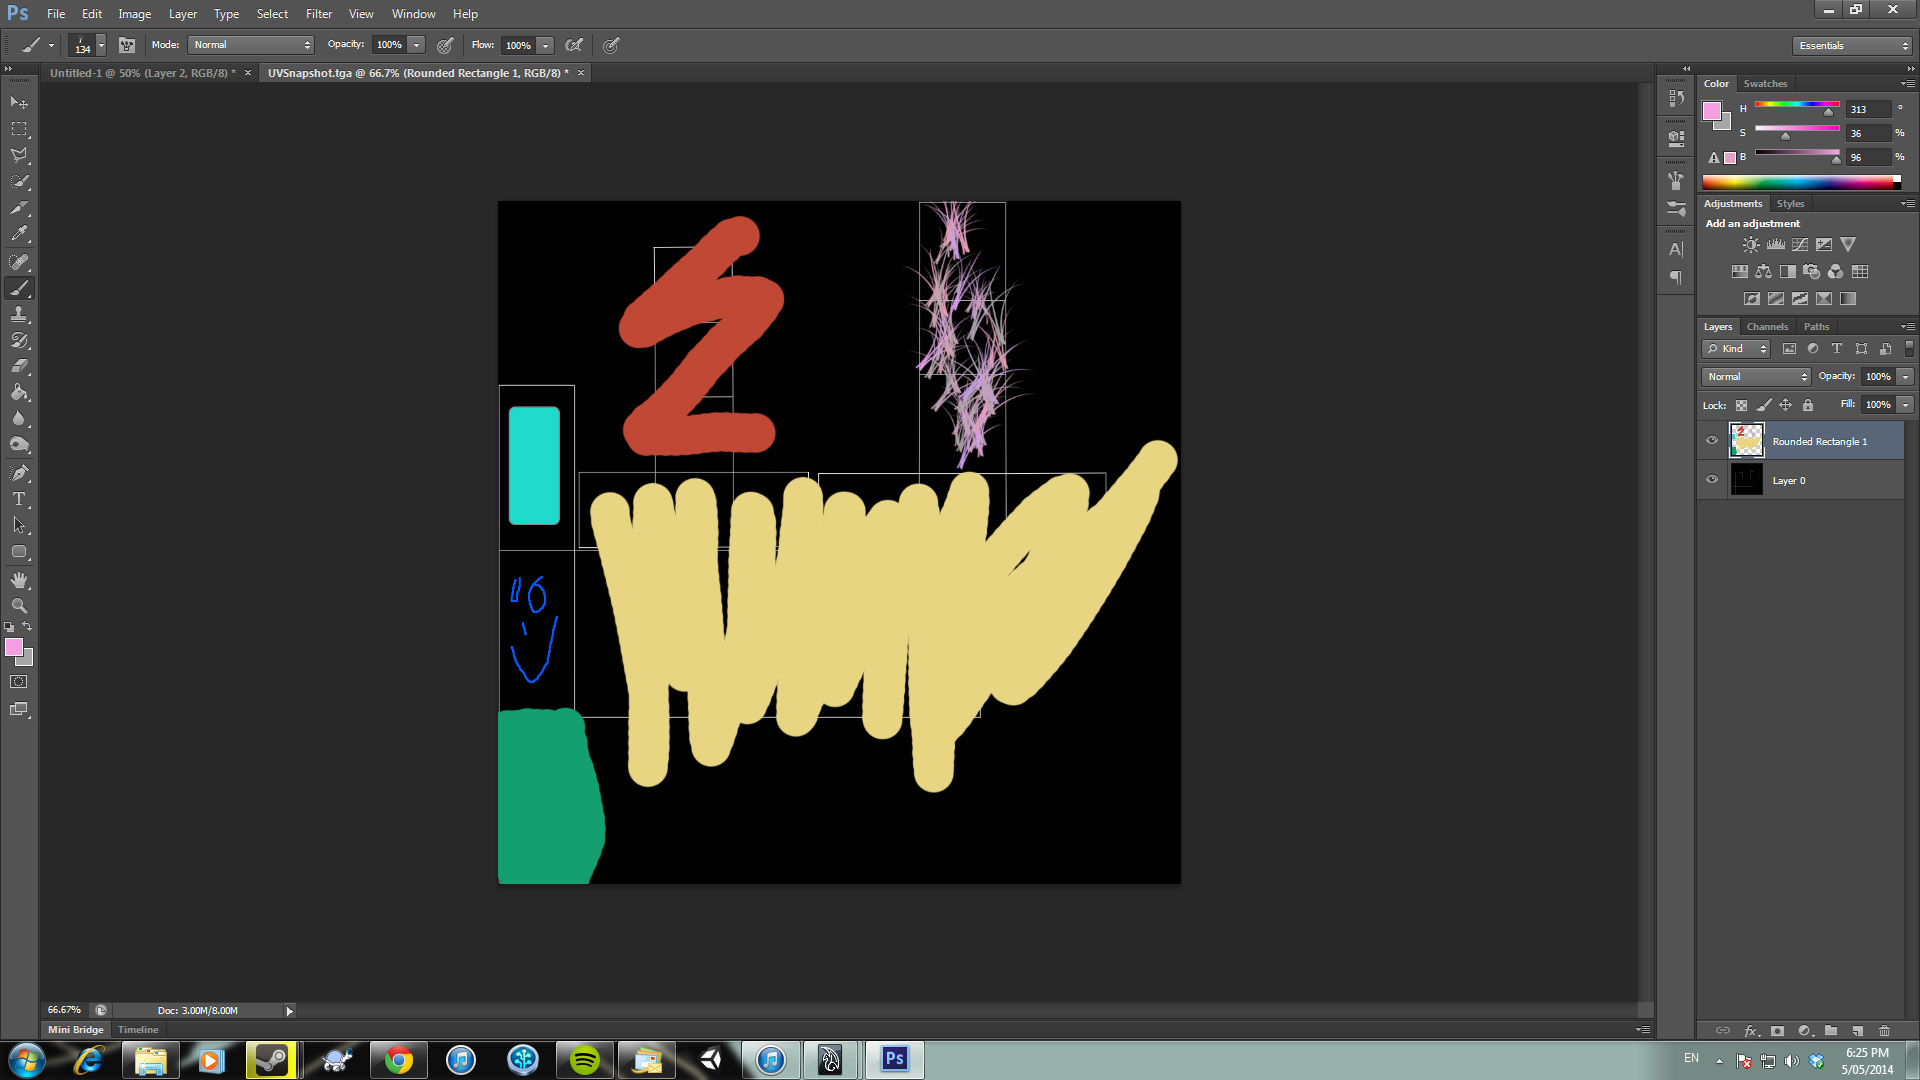 Ps File Edit Image Layer Type Select Filter View Window Help
134 Mode: Normal Opacity: 100% Flow: 100% Essentials
Untitled-1 @ 50% (Layer 2, RGB/8) * × UVSnapshot.tga @ 66.7% (Rounded Rectangle 1, RGB/8) * ×
Color Swatches
H 313 °
S 36 %
B 96 %
Adjustments Styles
Add an adjustment
Layers Channels Paths
Kind
Normal Opacity: 100%
Lock: Fill: 100%
Rounded Rectangle 1
Layer 0
66.67% Doc: 3.00M/8.00M
Mini Bridge Timeline
Ps EN 6:25 PM
5/05/2014